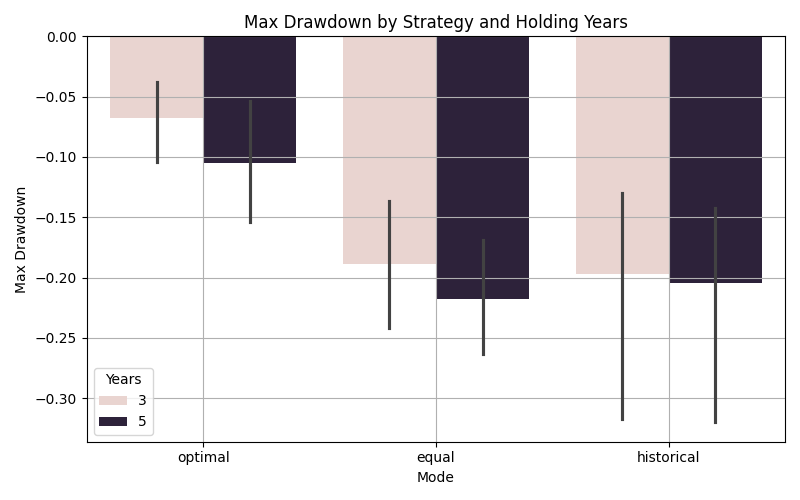 Max Drawdown by Strategy and Holding Years
0.00
−0.05
−0.10
−0.15
−0.20
−0.25
−0.30
Max Drawdown
Years
3
5
optimal
equal
historical
Mode